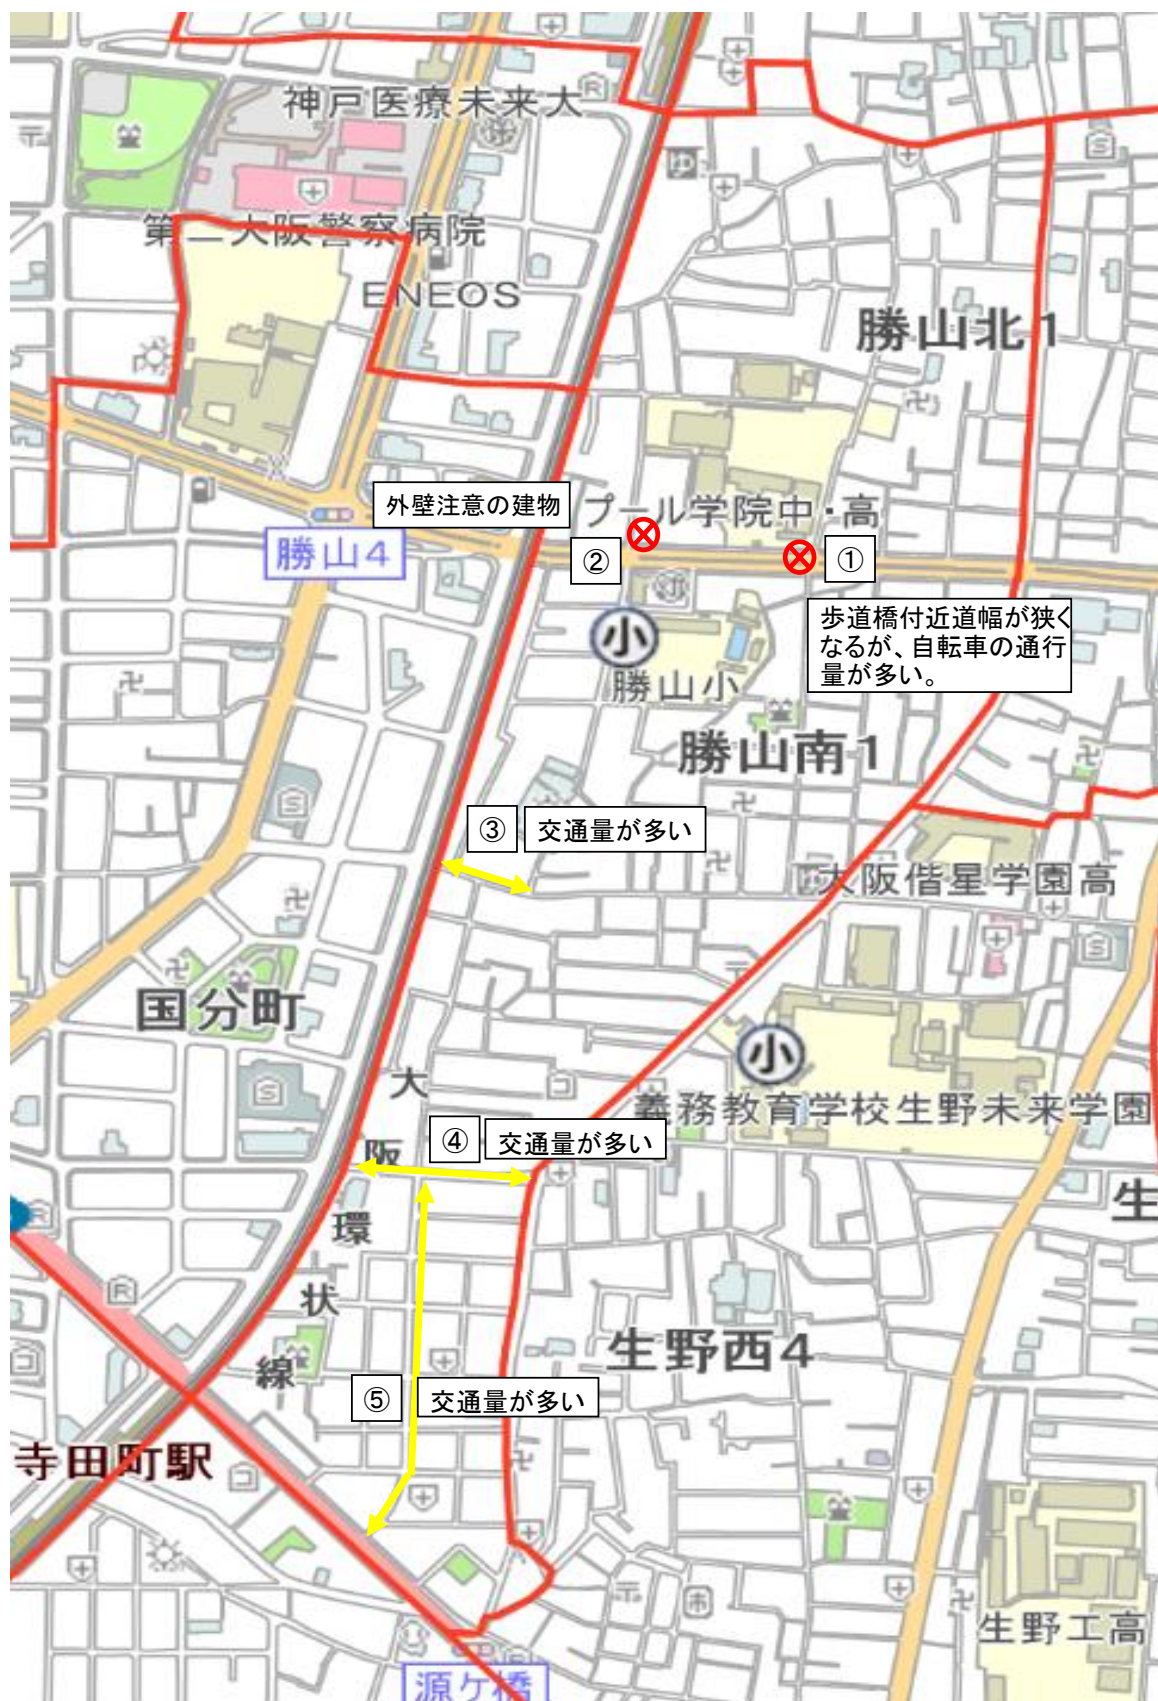 神戸医療未来大
第二大阪警察病院
ENEOS
勝山北1
外壁注意の建物
プール学院中・高
勝山4
②
①
歩道橋付近道幅が狭く
なるが、自転車の通行
量が多い。
小
勝山小
勝山南1
③
交通量が多い
大阪偕星学園高
国分町
小
義務教育学校生野未来学園
大阪環状線
④
交通量が多い
生
生野西4
⑤
交通量が多い
寺田町駅
生野工高
源ケ橋